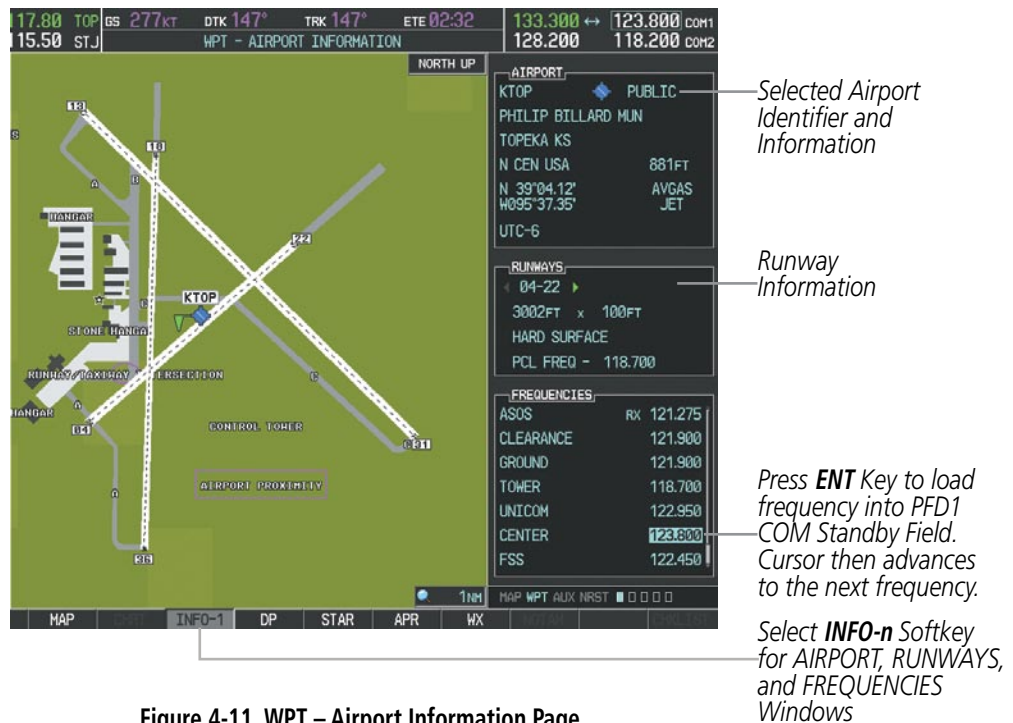 117.80 TOP GS 277KT DTK 147° TRK 147° ETE 02:32 133.300 ↔ 123.800 COM1
115.50 STJ WPT – AIRPORT INFORMATION 128.200 118.200 COM2
NORTH UP
13
18
A
B
HANGAR
22
C
KTOP
STONE HANGA
RUNWAY/TAXIWAY ERSECTION
C
HANGAR
A
04
CONTROL TOWER
31
AIRPORT PROXIMITY
A
36
1NM
AIRPORT
KTOP PUBLIC
PHILIP BILLARD MUN
TOPEKA KS
N CEN USA 881FT
N 39°04.12' AVGAS
W095°37.35' JET
UTC-6
RUNWAYS
04-22
3002FT x 100FT
HARD SURFACE
PCL FREQ – 118.700
FREQUENCIES
ASOS RX 121.275
CLEARANCE 121.900
GROUND 121.900
TOWER 118.700
UNICOM 122.950
CENTER 123.800
FSS 122.450
MAP WPT AUX NRST
MAP CHRT INFO-1 DP STAR APR WX NOTAM CHKLIST
Selected Airport
Identifier and
Information
Runway
Information
Press ENT Key to load
frequency into PFD1
COM Standby Field.
Cursor then advances
to the next frequency.
Select INFO-n Softkey
for AIRPORT, RUNWAYS,
and FREQUENCIES
Windows
Figure 4-11 WPT – Airport Information Page